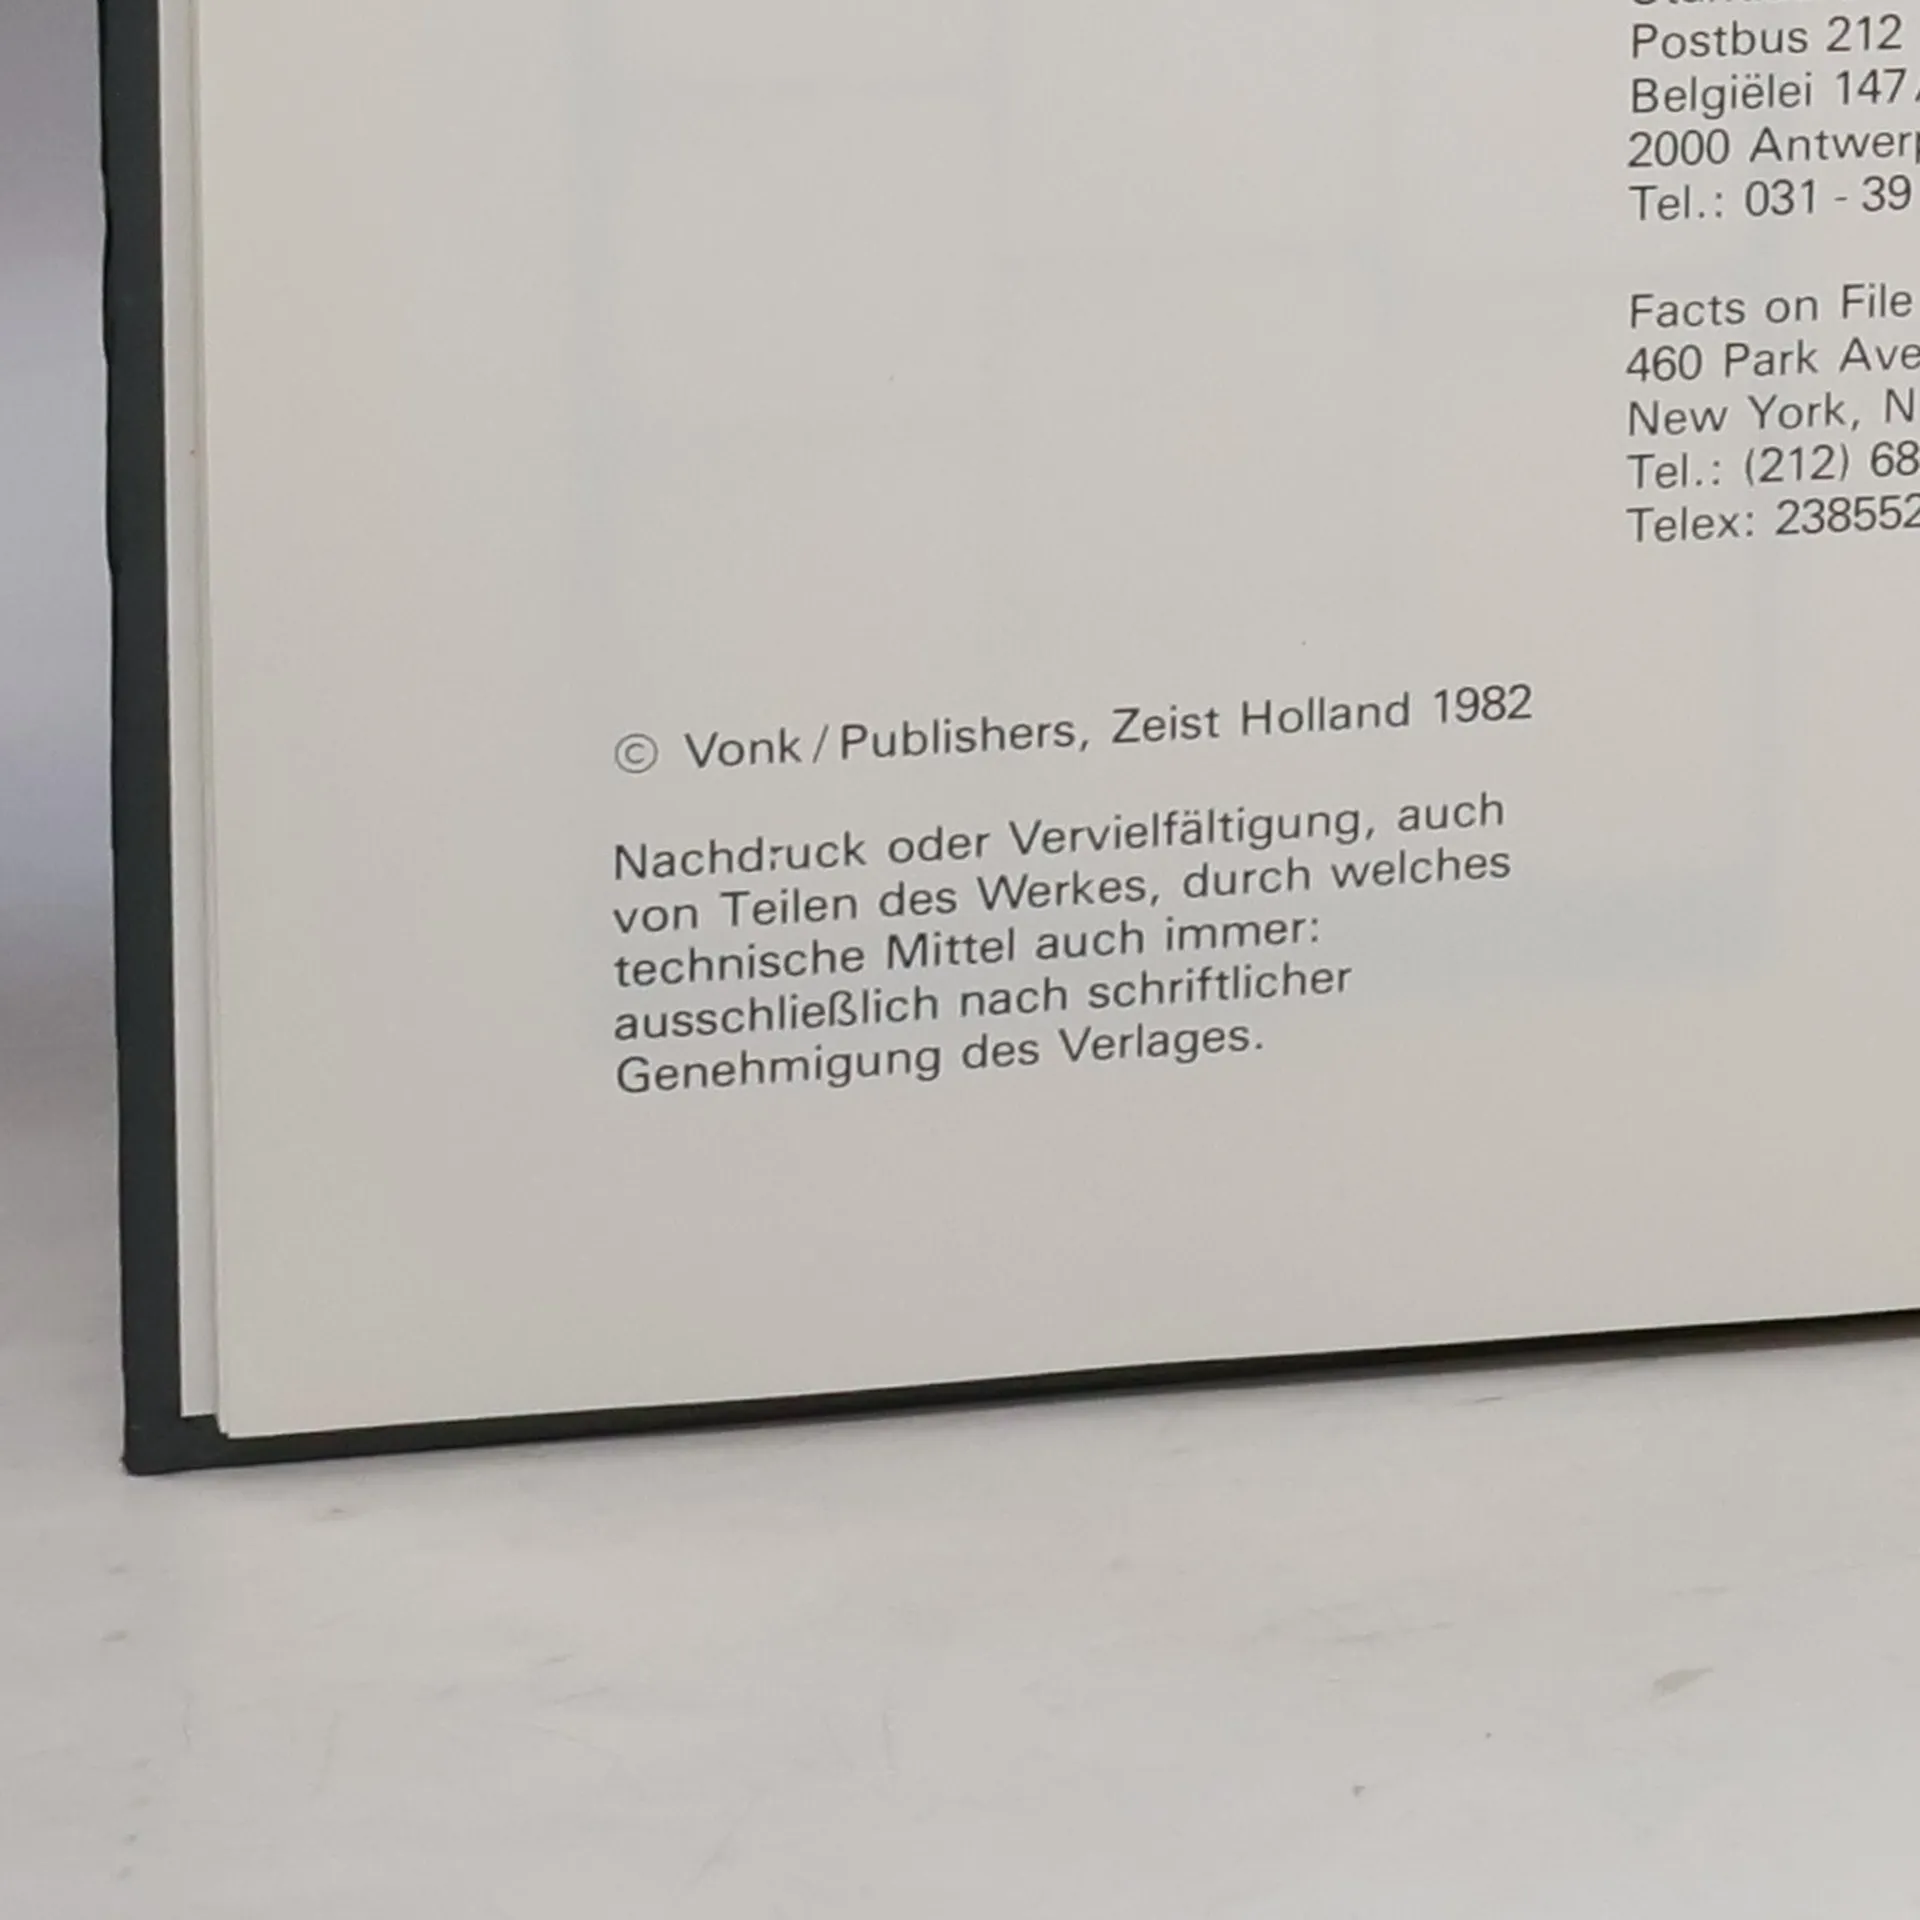 Postbus 212
Belgiëlei 147
2000
Tel.: 031 - 39
Facts on File
460 Park Ave
New York, N
Tel.: (212) 68
Telex: 238552
© Vonk / Publishers, Zeist Holland 1982
Nachdruck oder Vervielfältigung, auch
von Teilen des Werkes, durch welches
technische Mittel auch immer:
ausschließlich nach schriftlicher
Genehmigung des Verlages.